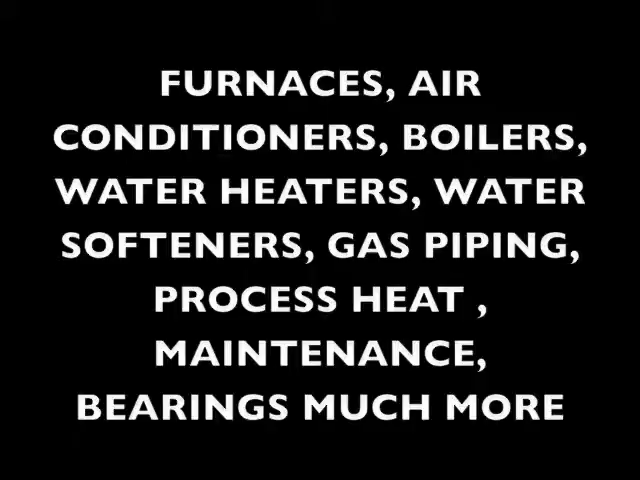 FURNACES, AIR
CONDITIONERS, BOILERS,
WATER HEATERS, WATER
SOFTENERS, GAS PIPING,
PROCESS HEAT ,
MAINTENANCE,
BEARINGS MUCH MORE